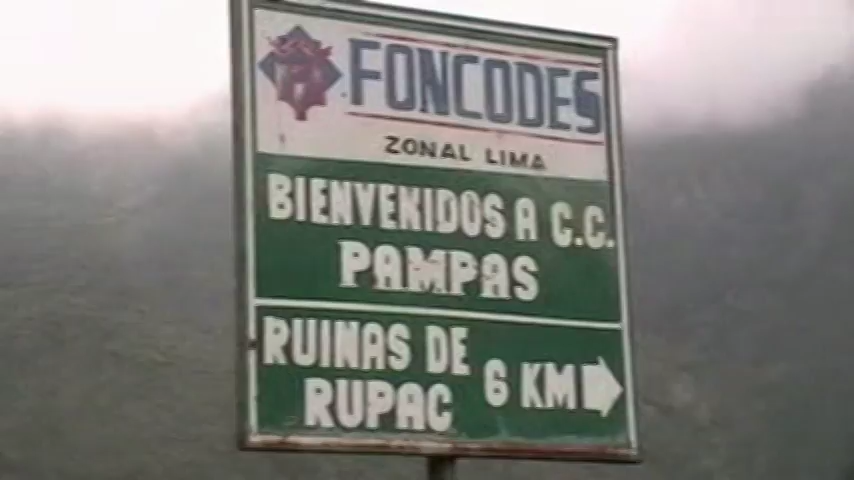 FONCODES
ZONAL LIMA
BIENVENIDOS A C.C.
PAMPAS
RUINAS DE
RUPAC
6 KM